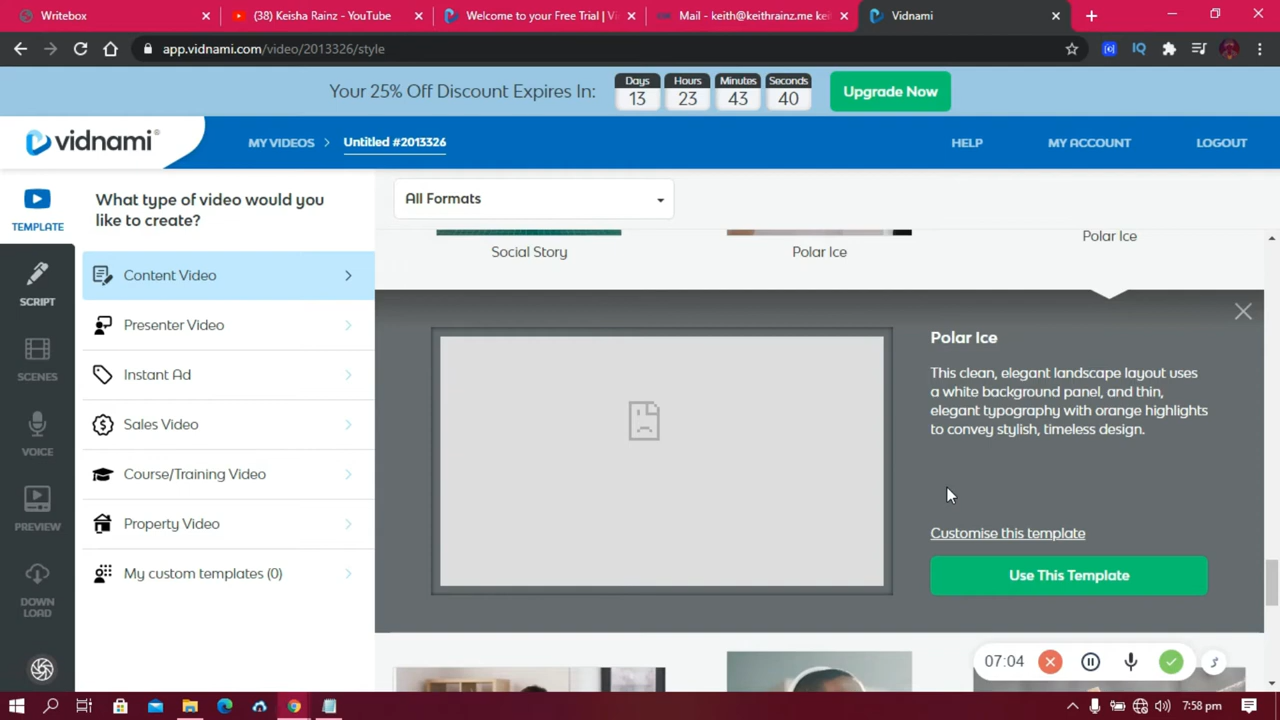 Writebox
(38) Keisha Rainz - YouTube
Welcome to your Free Trial | Vi
Mail - keith@keithrainz.me kei
Vidnami
app.vidnami.com/video/2013326/style
Your 25% Off Discount Expires In:
Days
13
Hours
23
Minutes
43
Seconds
40
Upgrade Now
vidnami®
MY VIDEOS
Untitled #2013326
HELP
MY ACCOUNT
LOGOUT
TEMPLATE
SCRIPT
SCENES
VOICE
PREVIEW
DOWN
LOAD
What type of video would you
like to create?
Content Video
Presenter Video
Instant Ad
Sales Video
Course/Training Video
Property Video
My custom templates (0)
All Formats
Social Story
Polar Ice
Polar Ice
Polar Ice
This clean, elegant landscape layout uses
a white background panel, and thin,
elegant typography with orange highlights
to convey stylish, timeless design.
Customise this template
Use This Template
07:04
7:58 pm